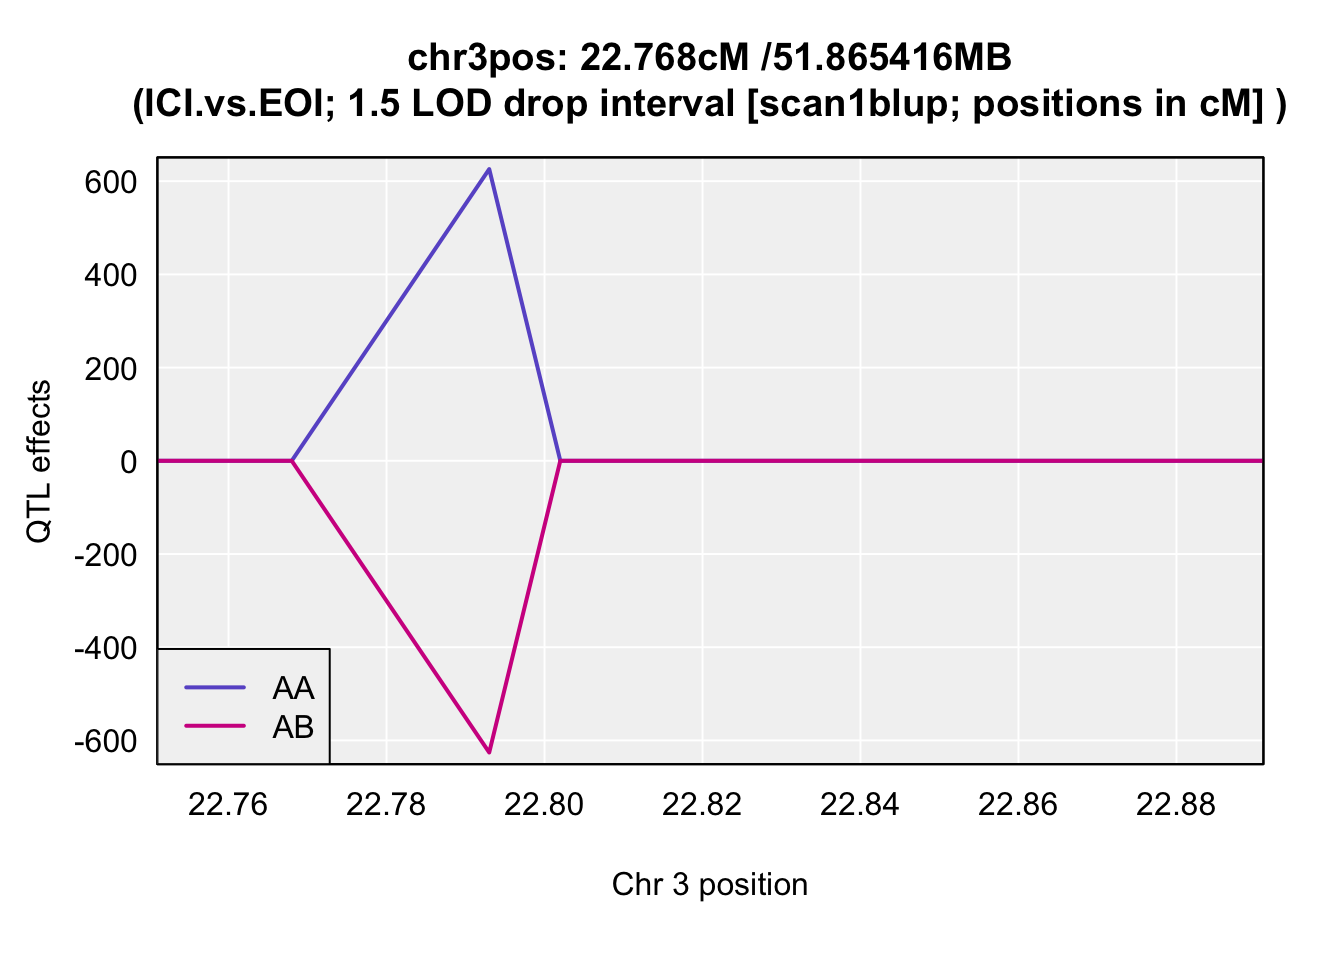 chr3pos: 22.768cM /51.865416MB
(ICI.vs.EOI; 1.5 LOD drop interval [scan1blup; positions in cM] )
600
400
200
0
-200
-400
-600
QTL effects
AA
AB
22.76 22.78 22.80 22.82 22.84 22.86 22.88
Chr 3 position